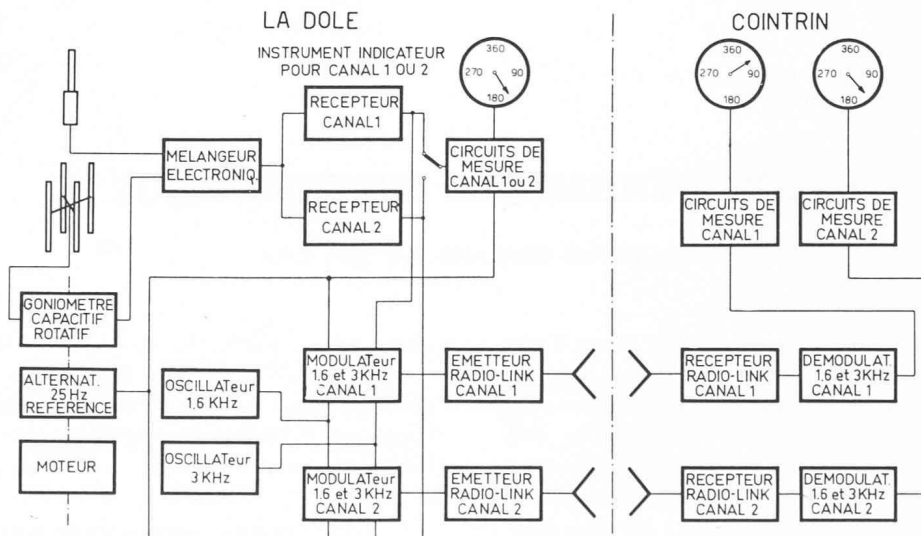 LA DOLE
COINTRIN
INSTRUMENT INDICATEUR
POUR CANAL 1 OU 2
360
270 90
180
360
270 90
180
360
270 90
180
RECEPTEUR
CANAL 1
MELANGEUR
ELECTRONIQ.
CIRCUITS DE
MESURE
CANAL 1 ou 2
RECEPTEUR
CANAL 2
CIRCUITS DE
MESURE
CANAL 1
CIRCUITS DE
MESURE
CANAL 2
GONIOMETRE
CAPACITIF
ROTATIF
ALTERNAT.
25 Hz
REFERENCE
OSCILLATeur
1,6 KHz
MODULATeur
1,6 et 3 KHz
CANAL 1
EMETTEUR
RADIO-LINK
CANAL 1
RECEPTEUR
RADIO-LINK
CANAL 1
DEMODULAT.
1,6 et 3 KHz
CANAL 1
MOTEUR
OSCILLATeur
3 KHz
MODULATeur
1.6 et 3 KHz
CANAL 2
EMETTEUR
RADIO-LINK
CANAL 2
RECEPTEUR
RADIO-LINK
CANAL 2
DEMODULAT.
1.6 et 3 KHz
CANAL 2